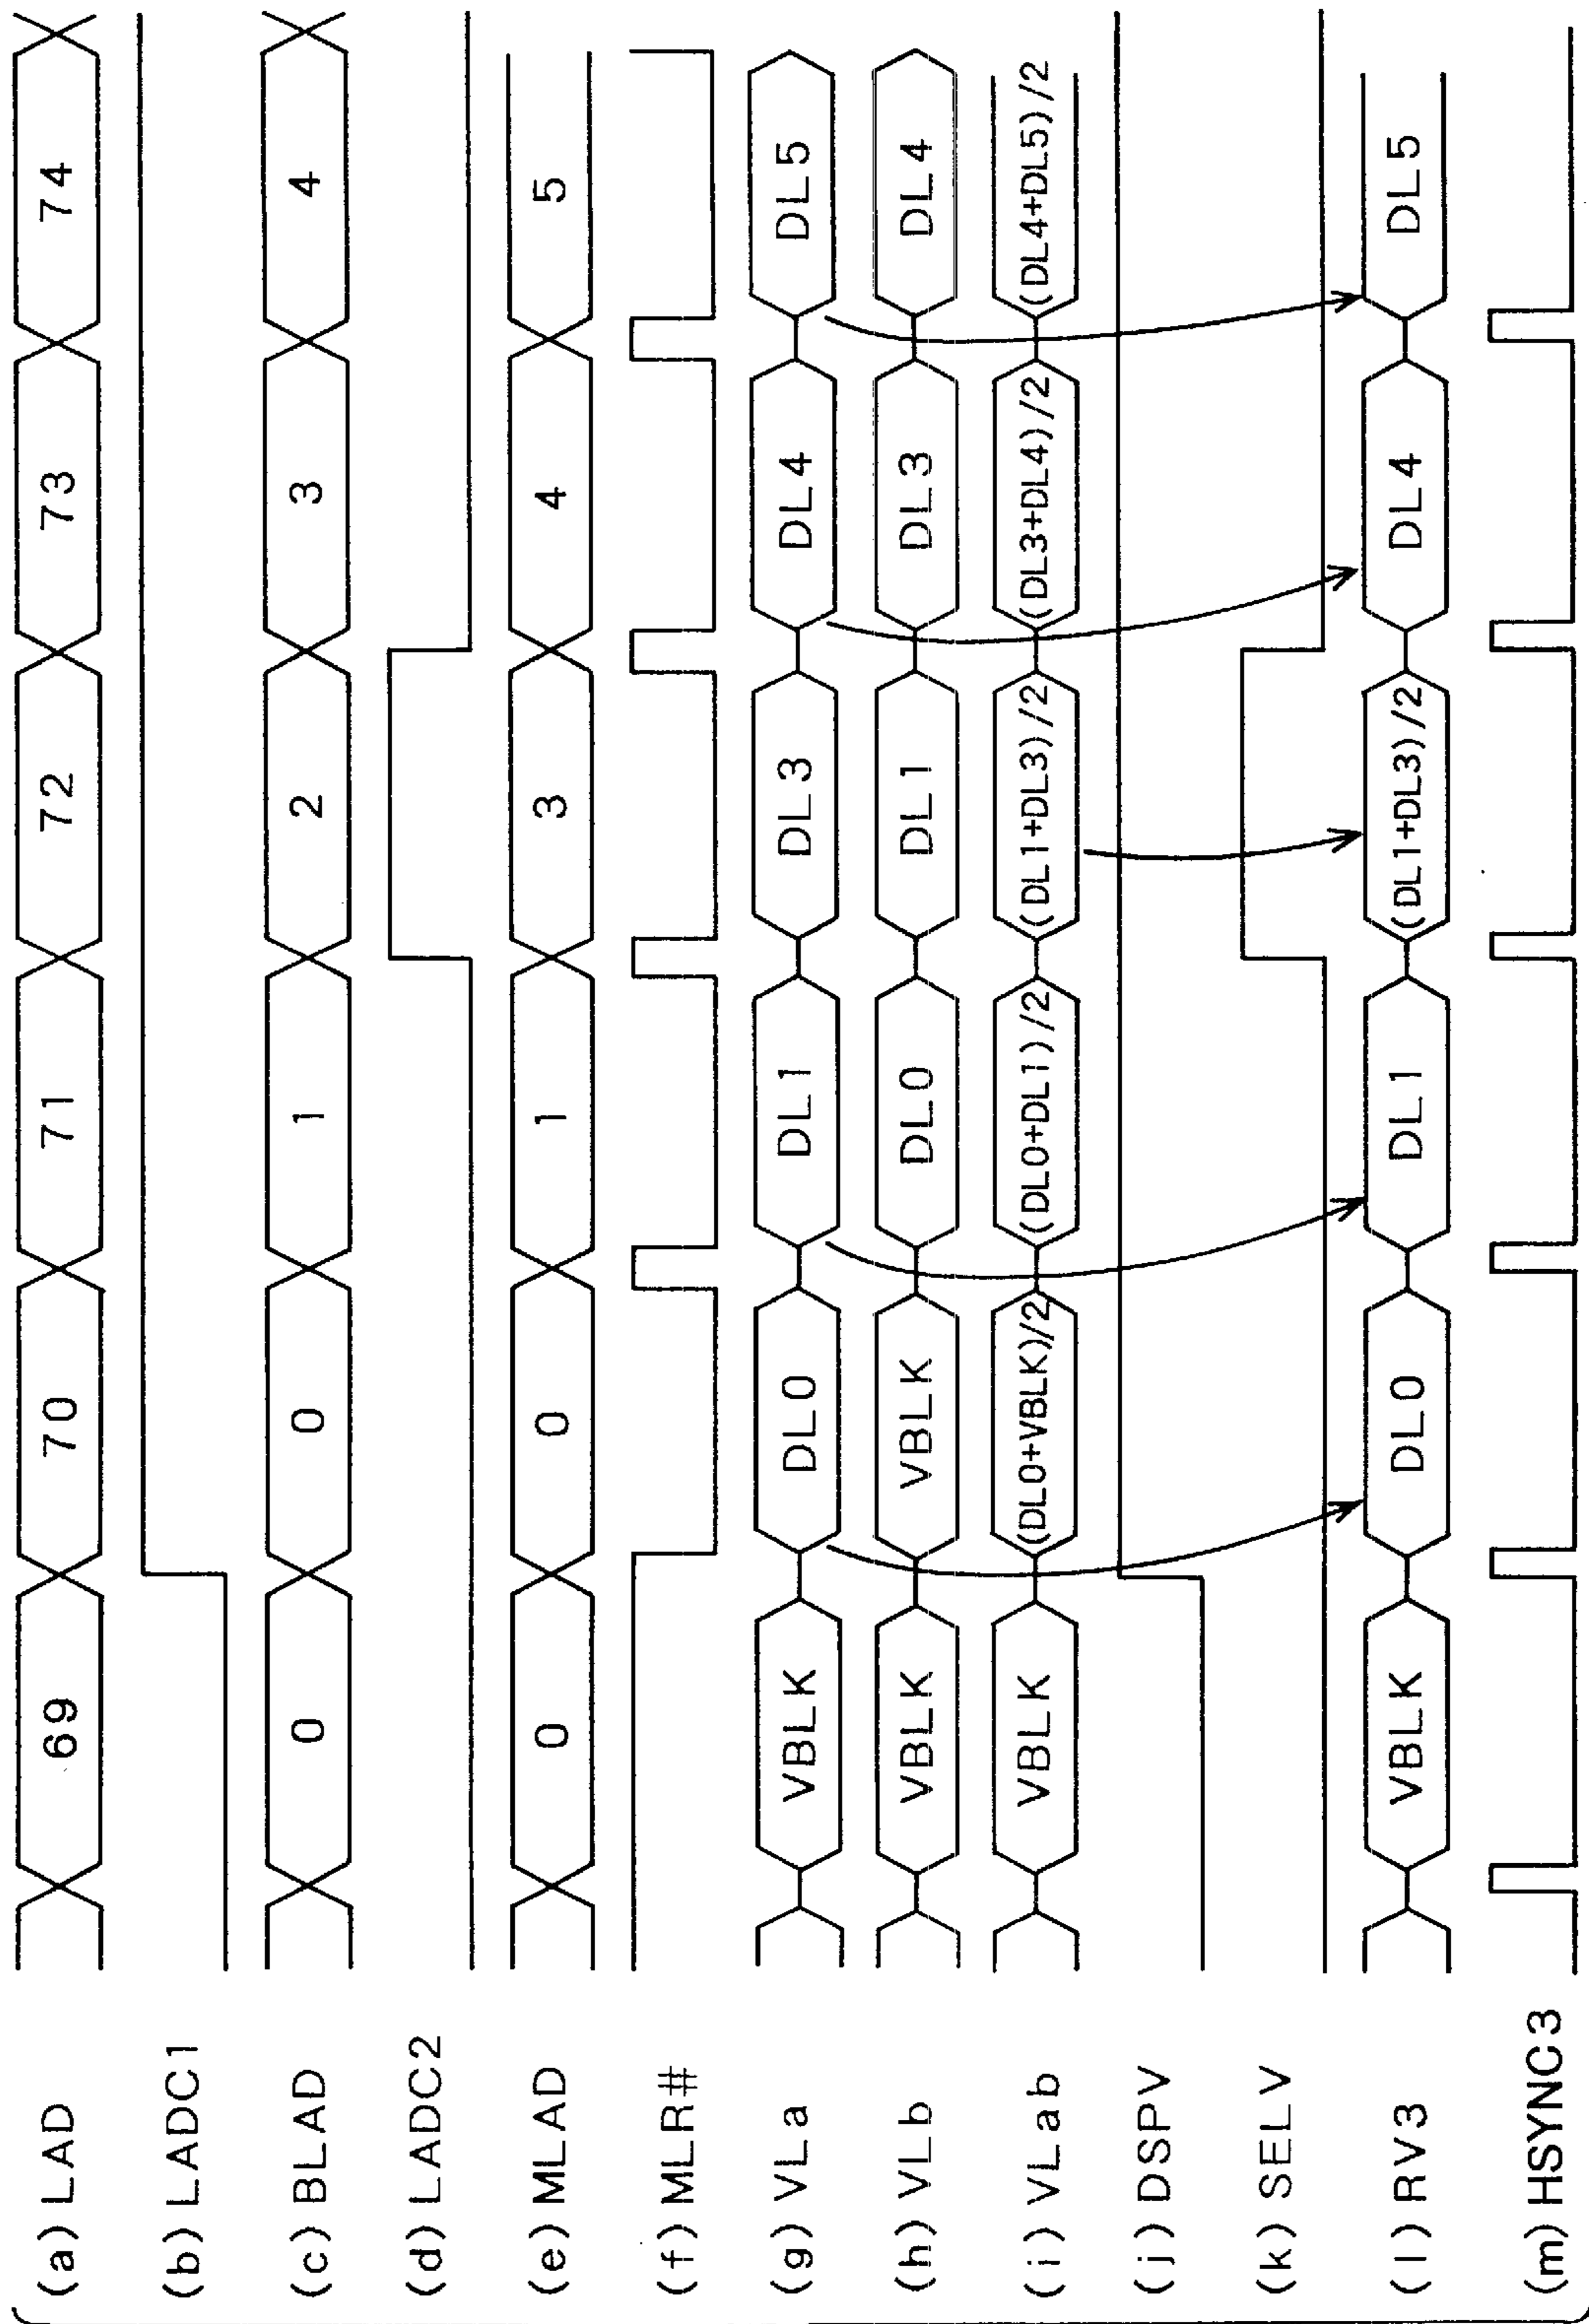 (a) LAD 69 70 71 72 73 74
(b) LADC1
(c) BLAD 0 0 1 2 3 4
(d) LADC2
(e) MLAD 0 0 1 3 4 5
(f) MLR#
(g) VLa VBLK DL0 DL1 DL3 DL4 DL5
(h) VLb VBLK VBLK DL0 DL1 DL3 DL4
(i) VLab VBLK (DL0+VBLK)/2 (DL0+DL1)/2 (DL1+DL3)/2 (DL3+DL4)/2 (DL4+DL5)/2
(j) DSPV
(k) SELV
(l) RV3 VBLK DL0 DL1 (DL1+DL3)/2 DL4 DL5
(m) HSYNC3